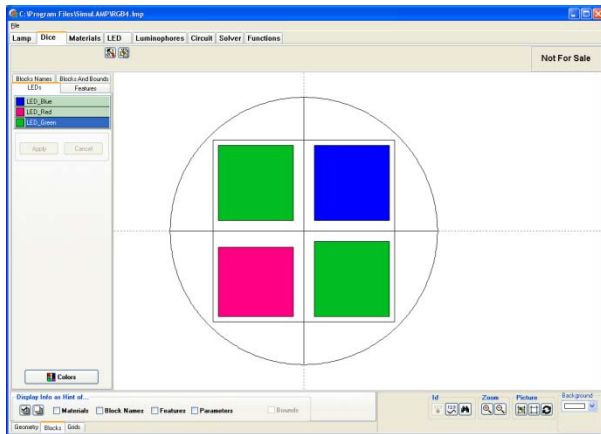 C:\Program Files\SimuLAMP\RGB4.lmp
File
Lamp Dice Materials LED Luminophores Circuit Solver Functions
Not For Sale
Blocks Names Blocks And Bounds
LEDs Features
LED_Blue
LED_Red
LED_Green
Apply Cancel
Colors
Display Info as Hint of...
Materials Block Names Features Parameters Bounds
Id Zoom Picture Background
Geometry Blocks Grids